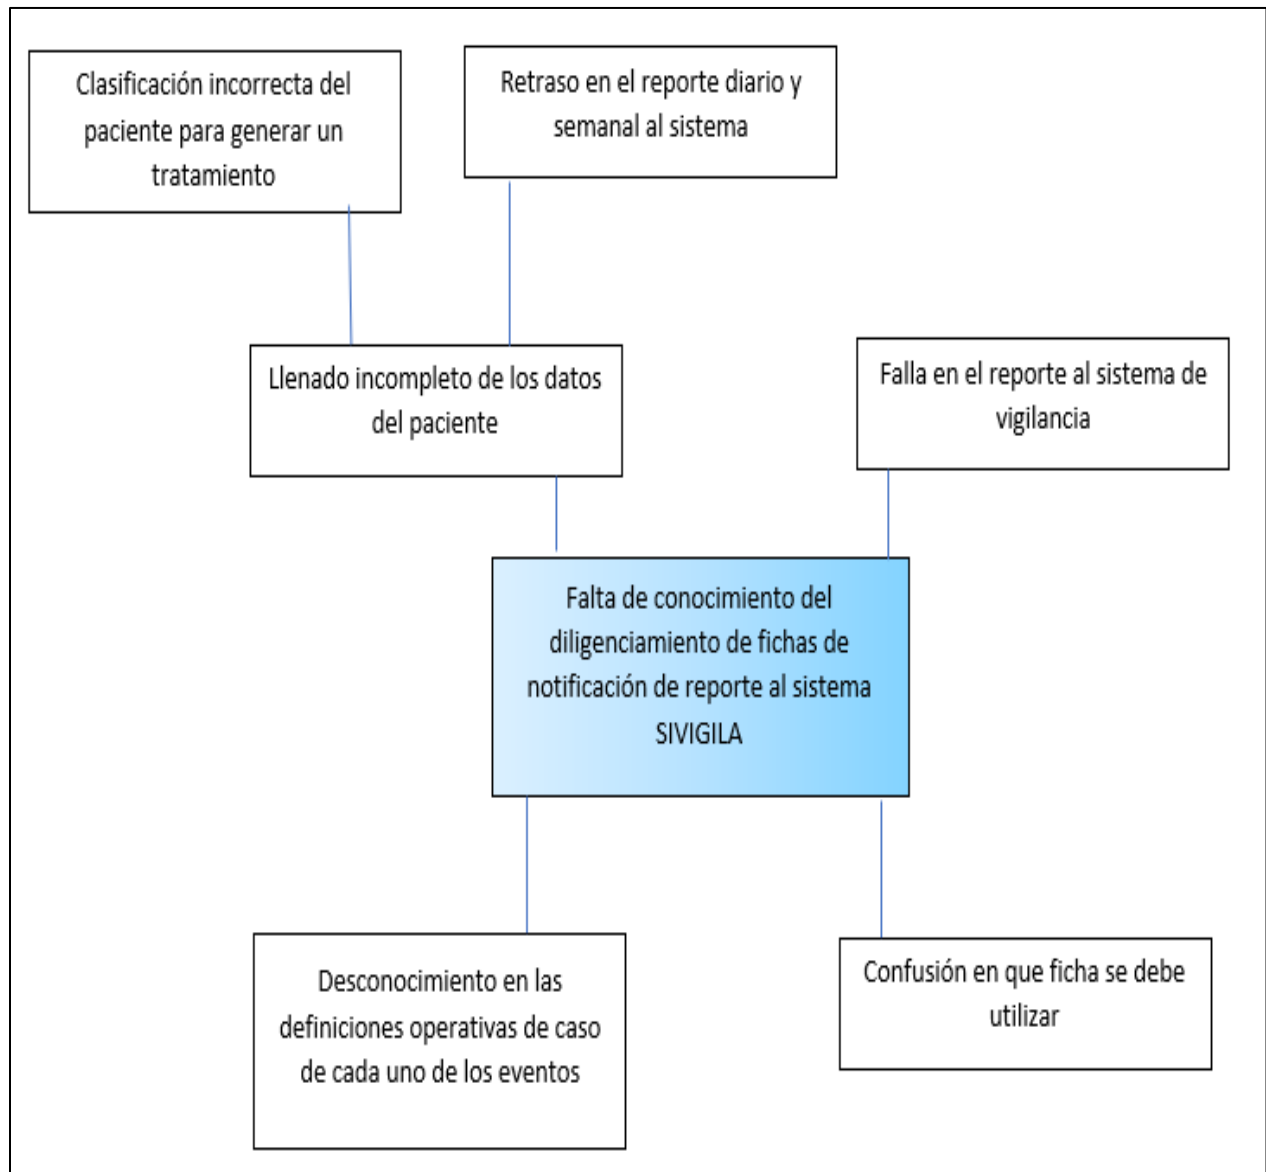 Clasificación incorrecta del
paciente para generar un
tratamiento
Retraso en el reporte diario y
semanal al sistema
Llenado incompleto de los datos
del paciente
Falla en el reporte al sistema de
vigilancia
Falta de conocimiento del
diligenciamiento de fichas de
notificación de reporte al sistema
SIVIGILA
Desconocimiento en las
definiciones operativas de caso
de cada uno de los eventos
Confusión en que ficha se debe
utilizar